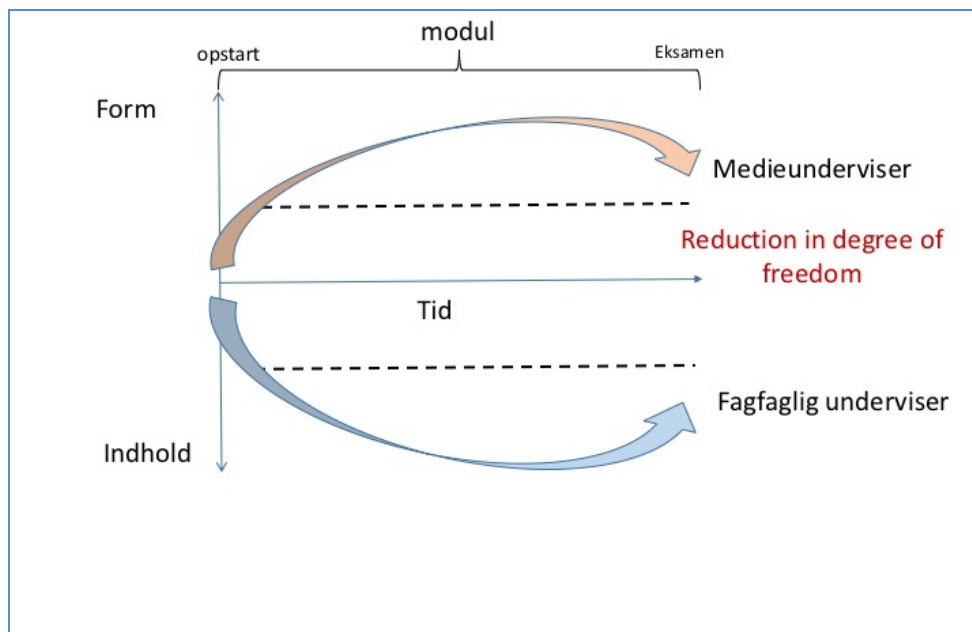 modul
opstart
Eksamen
Form
Medieunderviser
Reduction in degree of
freedom
Tid
Fagfaglig underviser
Indhold